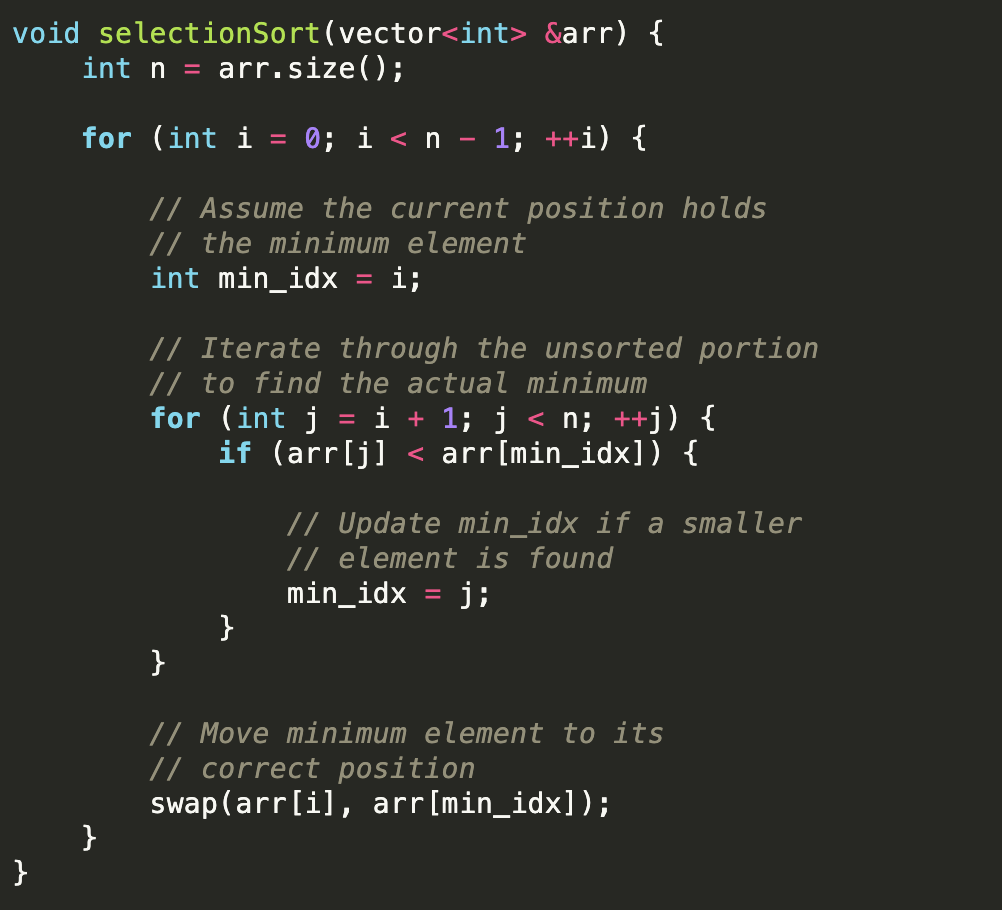 void selectionSort(vector<int> &arr) {
    int n = arr.size();

    for (int i = 0; i < n - 1; ++i) {

        // Assume the current position holds
        // the minimum element
        int min_idx = i;

        // Iterate through the unsorted portion
        // to find the actual minimum
        for (int j = i + 1; j < n; ++j) {
            if (arr[j] < arr[min_idx]) {

                // Update min_idx if a smaller
                // element is found
                min_idx = j;
            }
        }

        // Move minimum element to its
        // correct position
        swap(arr[i], arr[min_idx]);
    }
}